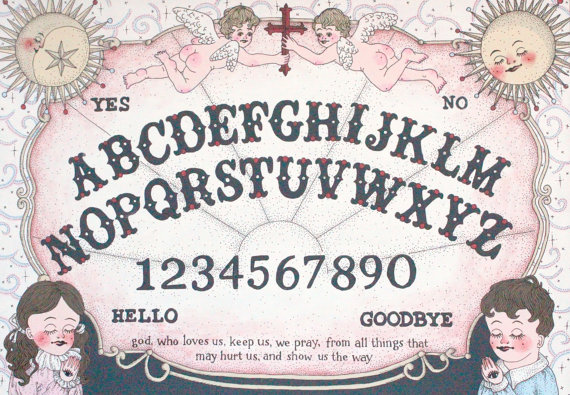 YES NO
ABCDEFGHIJKLM
NOPQRSTUVWXYZ
1234567890
HELLO GOODBYE
god, who loves us, keep us, we pray, from all things that
may hurt us, and show us the way